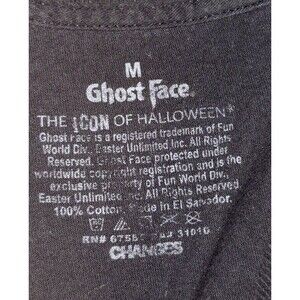 M
Ghost Face
THE ICON OF HALLOWEEN®
Ghost Face is a registered trademark of Fun
World Div., Easter Unlimited Inc. All Rights
Reserved. Ghost Face protected under
worldwide copyright registration and is the
exclusive property of Fun World Div.
Easter Unlimited Inc. All Rights Reserved.
100% Cotton. Made in El Salvador.
RN# 31010
CHANGES